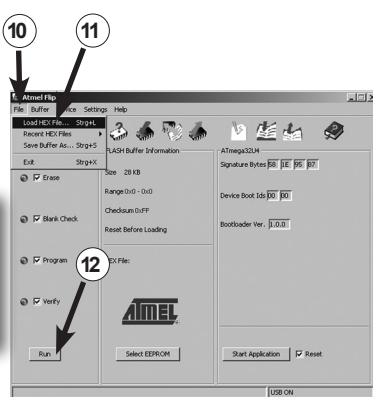 10
11
Atmel Flip
File Buffer Device Settings Help
Load HEX File... Strg+L
Recent HEX Files
Save Buffer As... Strg+S
Exit Strg+X
FLASH Buffer Information
ATmega32U4
Size 28 KB
Signature Bytes 58 1E 95 87
Erase
Range 0x0 - 0x0
Device Boot Ids 00 00
Checksum 0xFF
Blank Check
Reset Before Loading
Bootloader Ver. 1.0.0
Program
12
HEX File:
Verify
ATMEL
Run
Select EEPROM
Start Application
Reset
USB ON